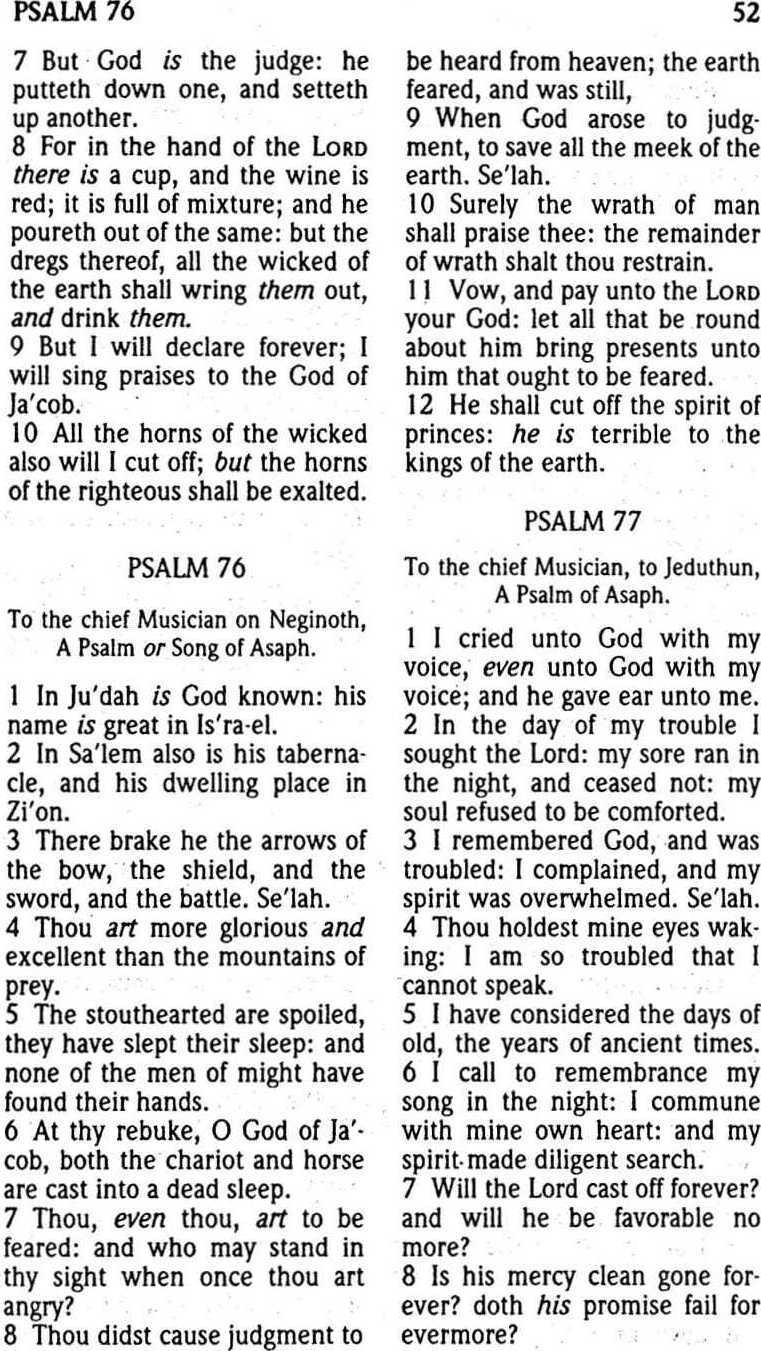 PSALM 76
52
7 But God is the judge: he
putteth down one, and setteth
up another.
8 For in the hand of the LORD
there is a cup, and the wine is
red; it is full of mixture; and he
poureth out of the same: but the
dregs thereof, all the wicked of
the earth shall wring them out,
and drink them.
9 But I will declare forever; I
will sing praises to the God of
Ja'cob.
10 All the horns of the wicked
also will I cut off; but the horns
of the righteous shall be exalted.
PSALM 76
To the chief Musician on Neginoth,
A Psalm or Song of Asaph.
1 In Ju'dah is God known: his
name is great in Is'ra-el.
2 In Sa'lem also is his taberna-
cle, and his dwelling place in
Zi'on.
3 There brake he the arrows of
the bow, the shield, and the
sword, and the battle. Se'lah.
4 Thou art more glorious and
excellent than the mountains of
prey.
5 The stouthearted are spoiled,
they have slept their sleep: and
none of the men of might have
found their hands.
6 At thy rebuke, O God of Ja'-
cob, both the chariot and horse
are cast into a dead sleep.
7 Thou, even thou, art to be
feared: and who may stand in
thy sight when once thou art
angry?
8 Thou didst cause judgment to
be heard from heaven; the earth
feared, and was still,
9 When God arose to judg-
ment, to save all the meek of the
earth. Se'lah.
10 Surely the wrath of man
shall praise thee: the remainder
of wrath shalt thou restrain.
11 Vow, and pay unto the LORD
your God: let all that be round
about him bring presents unto
him that ought to be feared.
12 He shall cut off the spirit of
princes: he is terrible to the
kings of the earth.
PSALM 77
To the chief Musician, to Jeduthun,
A Psalm of Asaph.
1 I cried unto God with my
voice, even unto God with my
voice; and he gave ear unto me.
2 In the day of my trouble I
sought the Lord: my sore ran in
the night, and ceased not: my
soul refused to be comforted.
3 I remembered God, and was
troubled: I complained, and my
spirit was overwhelmed. Se'lah.
4 Thou holdest mine eyes wak-
ing: I am so troubled that I
cannot speak.
5 I have considered the days of
old, the years of ancient times.
6 I call to remembrance my
song in the night: I commune
with mine own heart: and my
spirit made diligent search.
7 Will the Lord cast off forever?
and will he be favorable no
more?
8 Is his mercy clean gone for-
ever? doth his promise fail for
evermore?